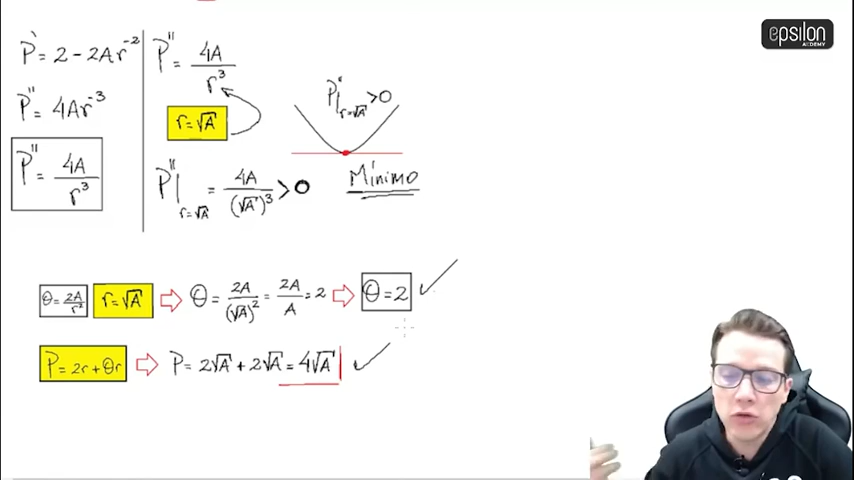 epsilon
ACADEMY
P' = 2 - 2Ar⁻²
P'' = 4Ar⁻³
P'' = 4A/r³
P'' = 4A/r³
r = √A
P''|r=√A = 4A/(√A)³ > 0
P''|r=√A > 0
Mínimo
θ = 2A/r² r = √A ⇨ θ = 2A/(√A)² = 2A/A = 2 ⇨ θ = 2 ✓
P = 2r + θr ⇨ P = 2√A + 2√A = 4√A ✓